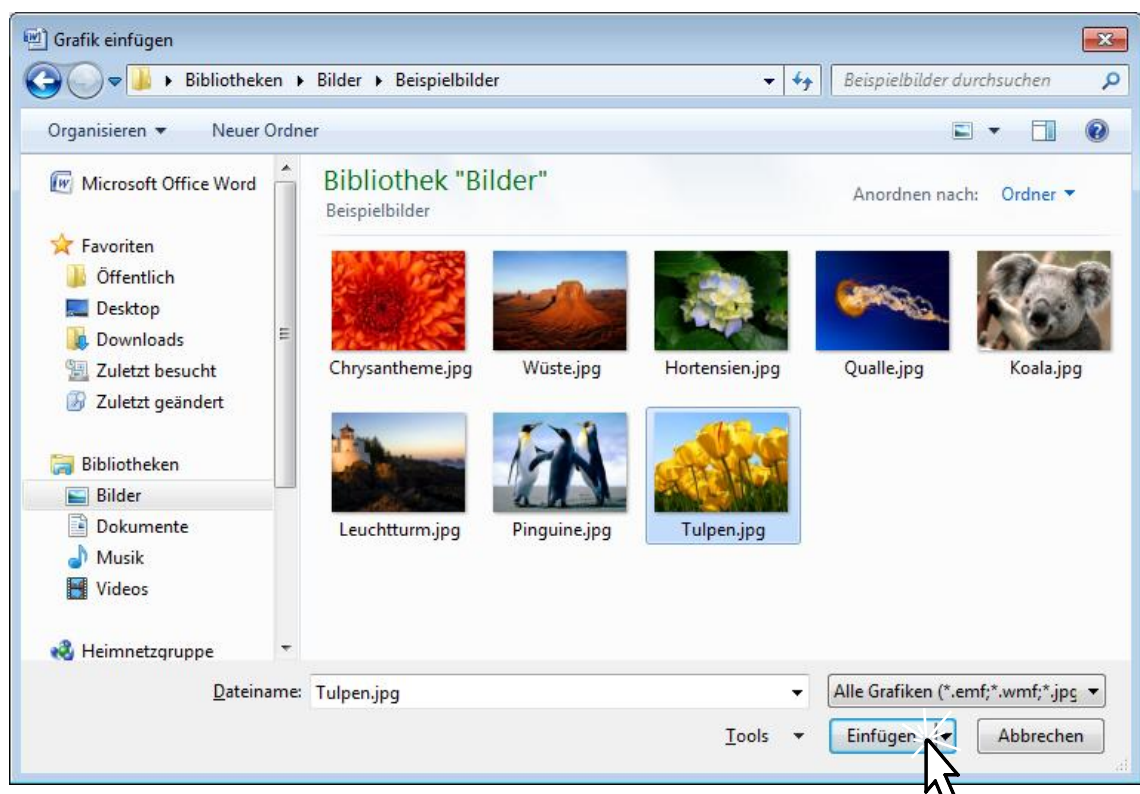 Grafik einfügen
Bibliotheken Bilder Beispielbilder
Beispielbilder durchsuchen
Organisieren Neuer Ordner
Microsoft Office Word
Favoriten
Öffentlich
Desktop
Downloads
Zuletzt besucht
Zuletzt geändert
Bibliotheken
Bilder
Dokumente
Musik
Videos
Heimnetzgruppe
Bibliothek "Bilder"
Beispielbilder
Anordnen nach: Ordner
Chrysantheme.jpg Wüste.jpg Hortensien.jpg Qualle.jpg Koala.jpg
Leuchtturm.jpg Pinguine.jpg Tulpen.jpg
Dateiname: Tulpen.jpg
Alle Grafiken (*.emf;*.wmf;*.jpg
Tools Einfügen Abbrechen